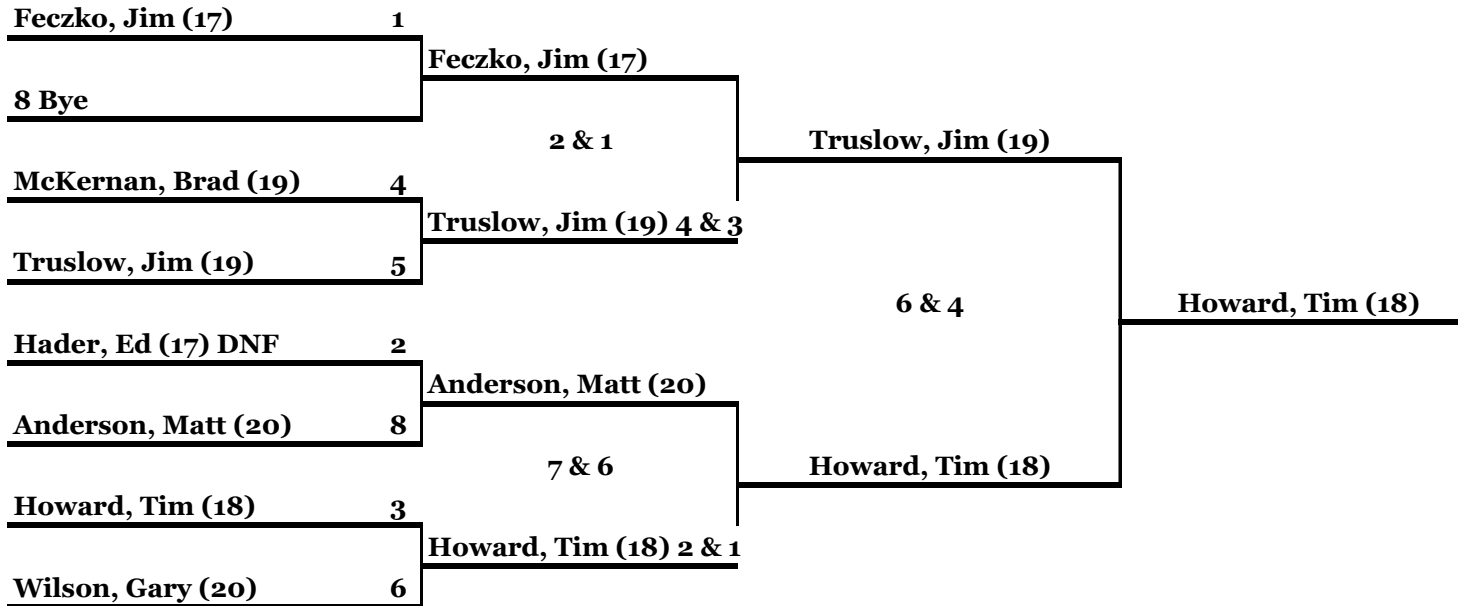 Feczko, Jim (17) 1
Feczko, Jim (17)
8 Bye
2 & 1
Truslow, Jim (19)
McKernan, Brad (19) 4
Truslow, Jim (19) 4 & 3
Truslow, Jim (19) 5
6 & 4
Howard, Tim (18)
Hader, Ed (17) DNF 2
Anderson, Matt (20)
Anderson, Matt (20) 8
7 & 6
Howard, Tim (18)
Howard, Tim (18) 3
Howard, Tim (18) 2 & 1
Wilson, Gary (20) 6